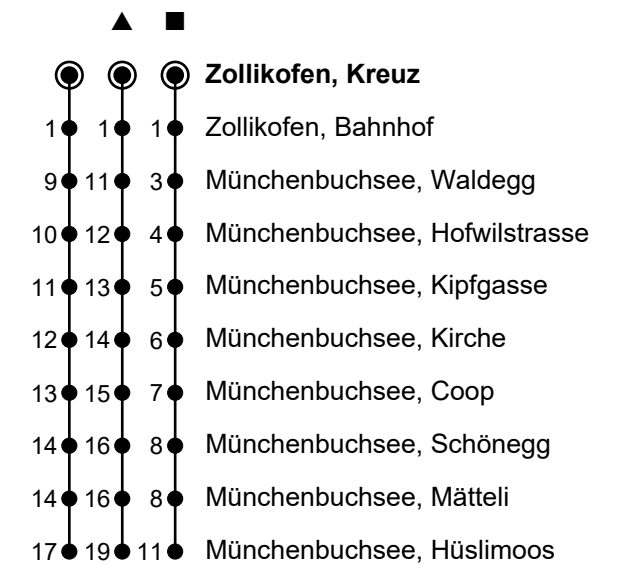 ▲ ■
Zollikofen, Kreuz
1 1 1 Zollikofen, Bahnhof
9 11 3 Münchenbuchsee, Waldegg
10 12 4 Münchenbuchsee, Hofwilstrasse
11 13 5 Münchenbuchsee, Kipfgasse
12 14 6 Münchenbuchsee, Kirche
13 15 7 Münchenbuchsee, Coop
14 16 8 Münchenbuchsee, Schönegg
14 16 8 Münchenbuchsee, Mätteli
17 19 11 Münchenbuchsee, Hüslimoos